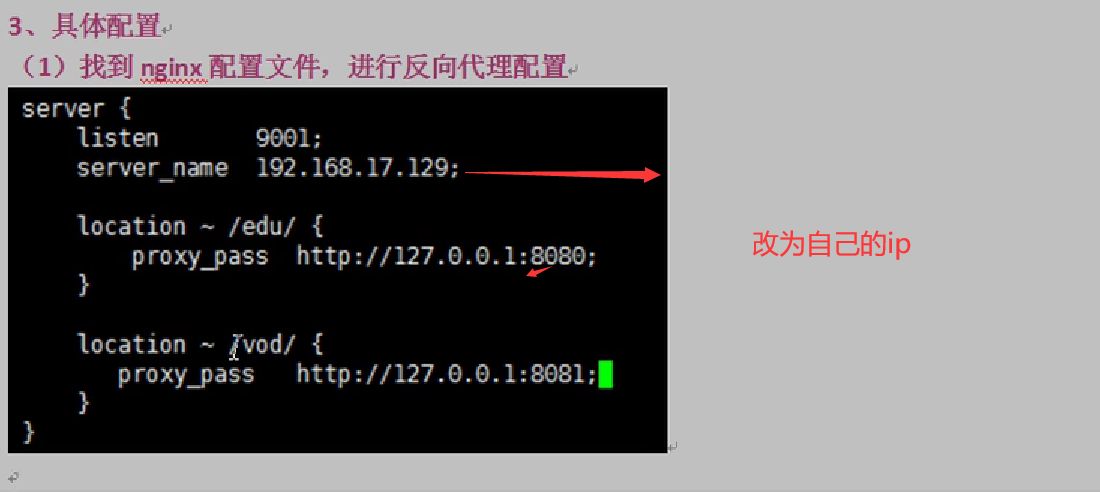 3、具体配置
（1）找到 nginx 配置文件，进行反向代理配置
server {
listen 9001;
server_name 192.168.17.129;
location ~ /edu/ {
proxy_pass http://127.0.0.1:8080;
}
改为自己的ip
location ~ /vod/ {
proxy_pass http://127.0.0.1:8081;
}
}